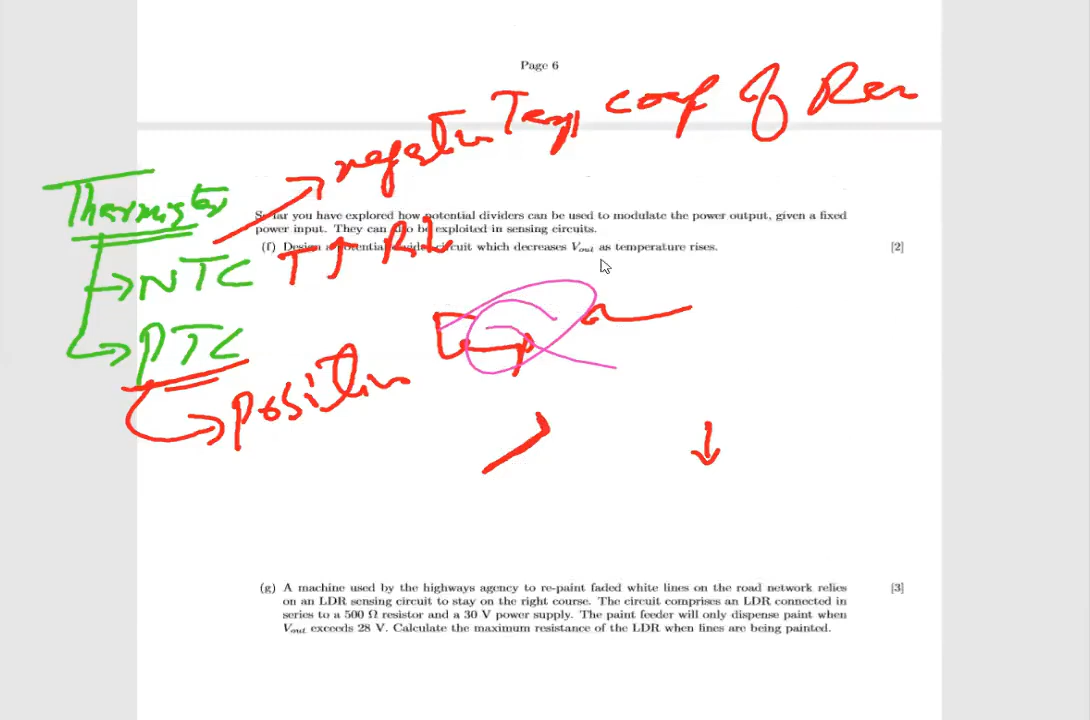 Page 6
negative Temp coef of Res
Thermister
So far you have explored how potential dividers can be used to modulate the power output, given a fixed
power input. They can also be exploited in sensing circuits.
(f) Design a potential divider circuit which decreases Vout as temperature rises. [2]
NTC T↑ R↓
PTC
positive
(g) A machine used by the highways agency to re-paint faded white lines on the road network relies [3]
on an LDR sensing circuit to stay on the right course. The circuit comprises an LDR connected in
series to a 500 Ω resistor and a 30 V power supply. The paint feeder will only dispense paint when
Vout exceeds 28 V. Calculate the maximum resistance of the LDR when lines are being painted.